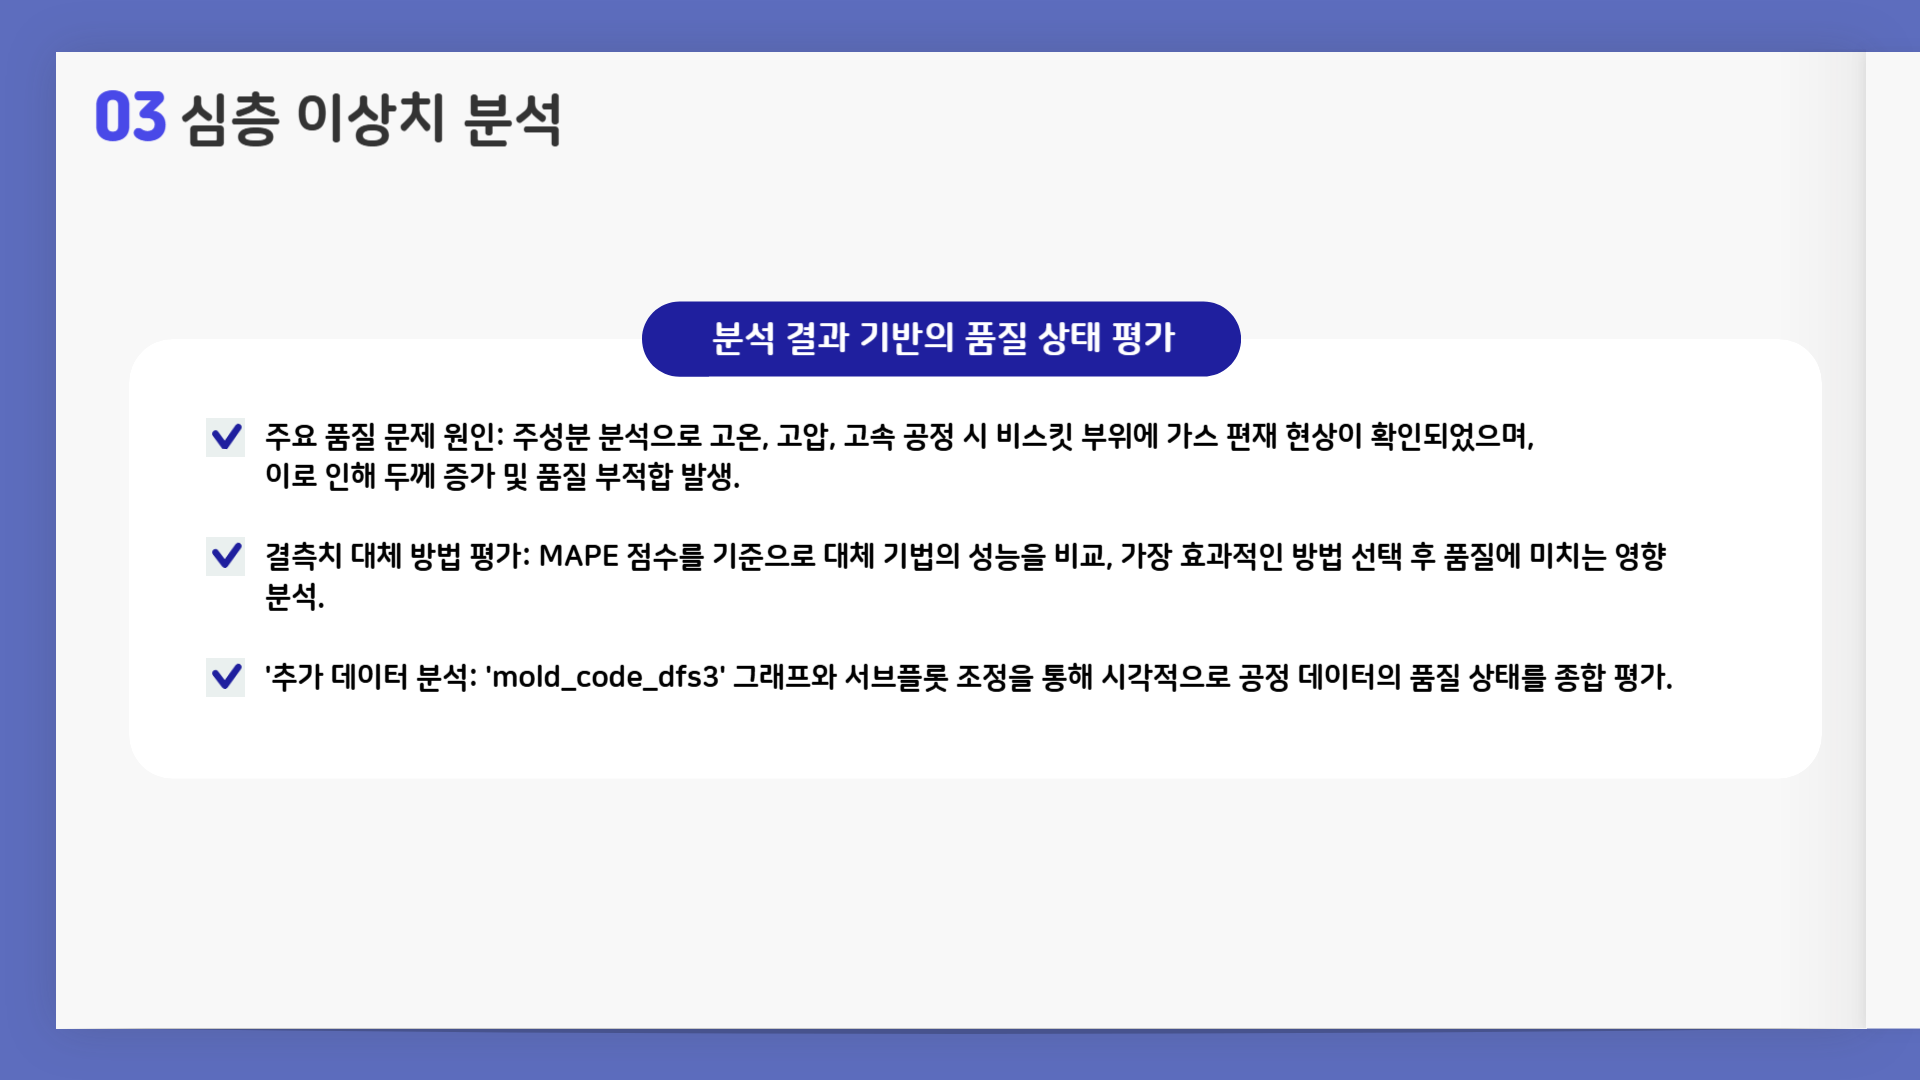 03 심층 이상치 분석
분석 결과 기반의 품질 상태 평가
주요 품질 문제 원인: 주성분 분석으로 고온, 고압, 고속 공정 시 비스킷 부위에 가스 편재 현상이 확인되었으며,
이로 인해 두께 증가 및 품질 부적합 발생.
결측치 대체 방법 평가: MAPE 점수를 기준으로 대체 기법의 성능을 비교, 가장 효과적인 방법 선택 후 품질에 미치는 영향
분석.
'추가 데이터 분석: 'mold_code_dfs3' 그래프와 서브플롯 조정을 통해 시각적으로 공정 데이터의 품질 상태를 종합 평가.